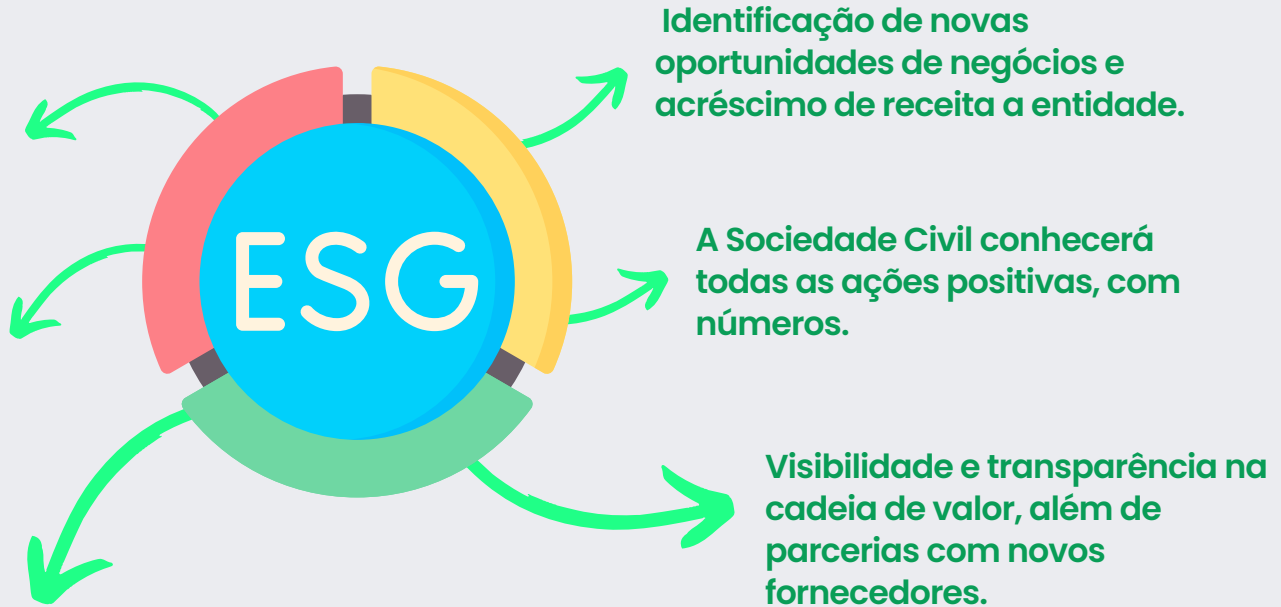 Identificação de novas
oportunidades de negócios e
acréscimo de receita a entidade.
ESG
A Sociedade Civil conhecerá
todas as ações positivas, com
números.
Visibilidade e transparência na
cadeia de valor, além de
parcerias com novos
fornecedores.